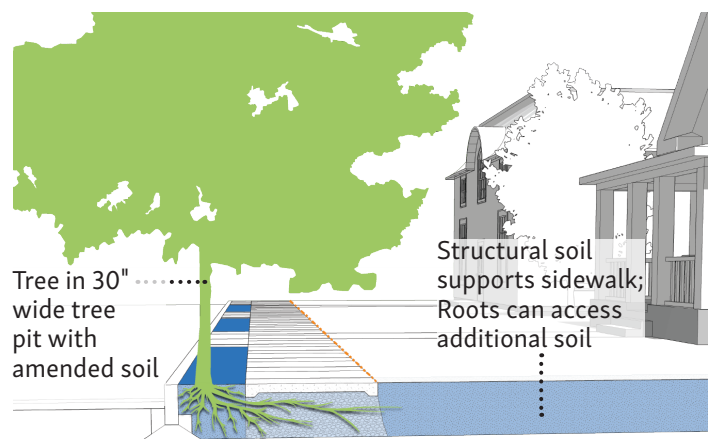 Tree in 30"
wide tree
pit with
amended soil
Structural soil
supports sidewalk;
Roots can access
additional soil